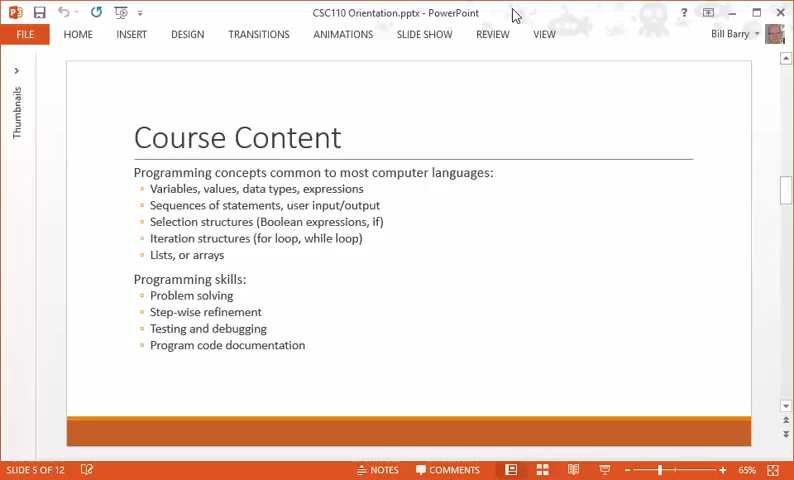 CSC110 Orientation.pptx - PowerPoint
FILE HOME INSERT DESIGN TRANSITIONS ANIMATIONS SLIDE SHOW REVIEW VIEW Bill Barry
Thumbnails
Course Content
Programming concepts common to most computer languages:
Variables, values, data types, expressions
Sequences of statements, user input/output
Selection structures (Boolean expressions, if)
Iteration structures (for loop, while loop)
Lists, or arrays
Programming skills:
Problem solving
Step-wise refinement
Testing and debugging
Program code documentation
SLIDE 5 OF 12 NOTES COMMENTS 65%